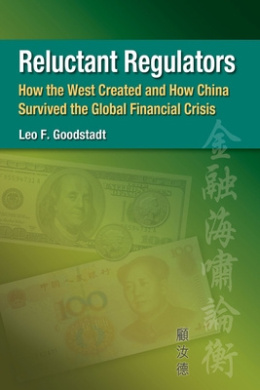 Reluctant Regulators
How the West Created and How China
Survived the Global Financial Crisis
Leo F. Goodstadt
金融海嘯論衡
100
顧汝德